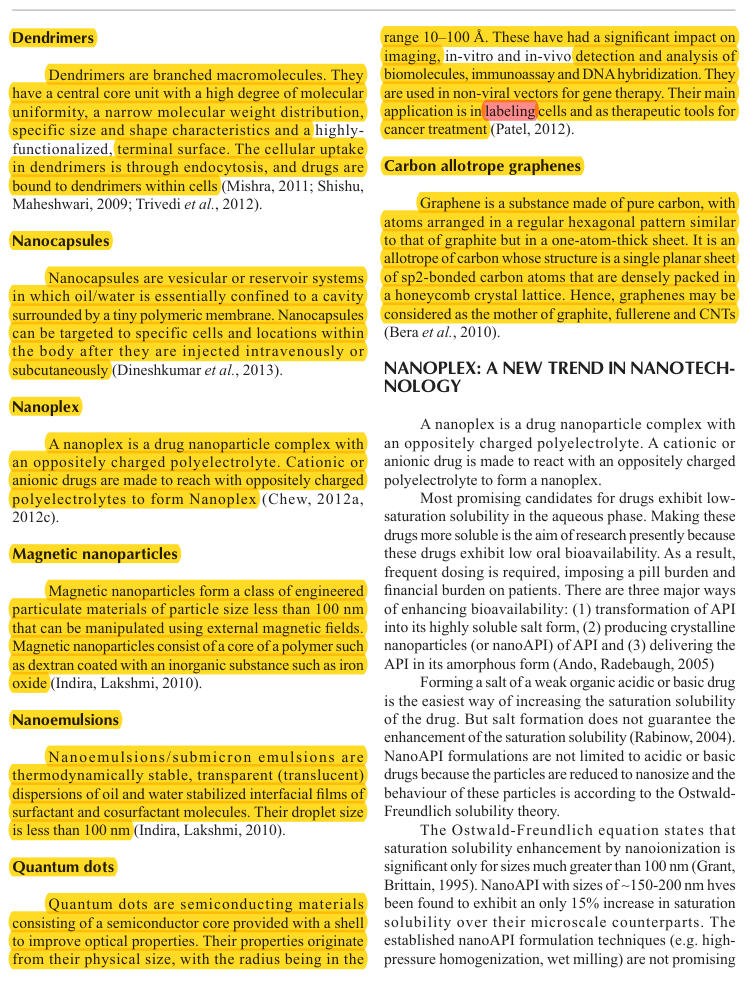 Dendrimers
Dendrimers are branched macromolecules. They
have a central core unit with a high degree of molecular
uniformity, a narrow molecular weight distribution,
specific size and shape characteristics and a highly-
functionalized, terminal surface. The cellular uptake
in dendrimers is through endocytosis, and drugs are
bound to dendrimers within cells (Mishra, 2011; Shishu,
Maheshwari, 2009; Trivedi et al., 2012).
Nanocapsules
Nanocapsules are vesicular or reservoir systems
in which oil/water is essentially confined to a cavity
surrounded by a tiny polymeric membrane. Nanocapsules
can be targeted to specific cells and locations within
the body after they are injected intravenously or
subcutaneously (Dineshkumar et al., 2013).
Nanoplex
A nanoplex is a drug nanoparticle complex with
an oppositely charged polyelectrolyte. Cationic or
anionic drugs are made to reach with oppositely charged
polyelectrolytes to form Nanoplex (Chew, 2012a,
2012c).
Magnetic nanoparticles
Magnetic nanoparticles form a class of engineered
particulate materials of particle size less than 100 nm
that can be manipulated using external magnetic fields.
Magnetic nanoparticles consist of a core of a polymer such
as dextran coated with an inorganic substance such as iron
oxide (Indira, Lakshmi, 2010).
Nanoemulsions
Nanoemulsions/submicron emulsions are
thermodynamically stable, transparent (translucent)
dispersions of oil and water stabilized interfacial films of
surfactant and cosurfactant molecules. Their droplet size
is less than 100 nm (Indira, Lakshmi, 2010).
Quantum dots
Quantum dots are semiconducting materials
consisting of a semiconductor core provided with a shell
to improve optical properties. Their properties originate
from their physical size, with the radius being in the
range 10–100 Å. These have had a significant impact on
imaging, in-vitro and in-vivo detection and analysis of
biomolecules, immunoassay and DNA hybridization. They
are used in non-viral vectors for gene therapy. Their main
application is in labeling cells and as therapeutic tools for
cancer treatment (Patel, 2012).
Carbon allotrope graphenes
Graphene is a substance made of pure carbon, with
atoms arranged in a regular hexagonal pattern similar
to that of graphite but in a one-atom-thick sheet. It is an
allotrope of carbon whose structure is a single planar sheet
of sp2-bonded carbon atoms that are densely packed in
a honeycomb crystal lattice. Hence, graphenes may be
considered as the mother of graphite, fullerene and CNTs
(Bera et al., 2010).
NANOPLEX: A NEW TREND IN NANOTECH-
NOLOGY
A nanoplex is a drug nanoparticle complex with
an oppositely charged polyelectrolyte. A cationic or
anionic drug is made to react with an oppositely charged
polyelectrolyte to form a nanoplex.
Most promising candidates for drugs exhibit low-
saturation solubility in the aqueous phase. Making these
drugs more soluble is the aim of research presently because
these drugs exhibit low oral bioavailability. As a result,
frequent dosing is required, imposing a pill burden and
financial burden on patients. There are three major ways
of enhancing bioavailability: (1) transformation of API
into its highly soluble salt form, (2) producing crystalline
nanoparticles (or nanoAPI) of API and (3) delivering the
API in its amorphous form (Ando, Radebaugh, 2005)
Forming a salt of a weak organic acidic or basic drug
is the easiest way of increasing the saturation solubility
of the drug. But salt formation does not guarantee the
enhancement of the saturation solubility (Rabinow, 2004).
NanoAPI formulations are not limited to acidic or basic
drugs because the particles are reduced to nanosize and the
behaviour of these particles is according to the Ostwald-
Freundlich solubility theory.
The Ostwald-Freundlich equation states that
saturation solubility enhancement by nanoionization is
significant only for sizes much greater than 100 nm (Grant,
Brittain, 1995). NanoAPI with sizes of ~150-200 nm hves
been found to exhibit an only 15% increase in saturation
solubility over their microscale counterparts. The
established nanoAPI formulation techniques (e.g. high-
pressure homogenization, wet milling) are not promising